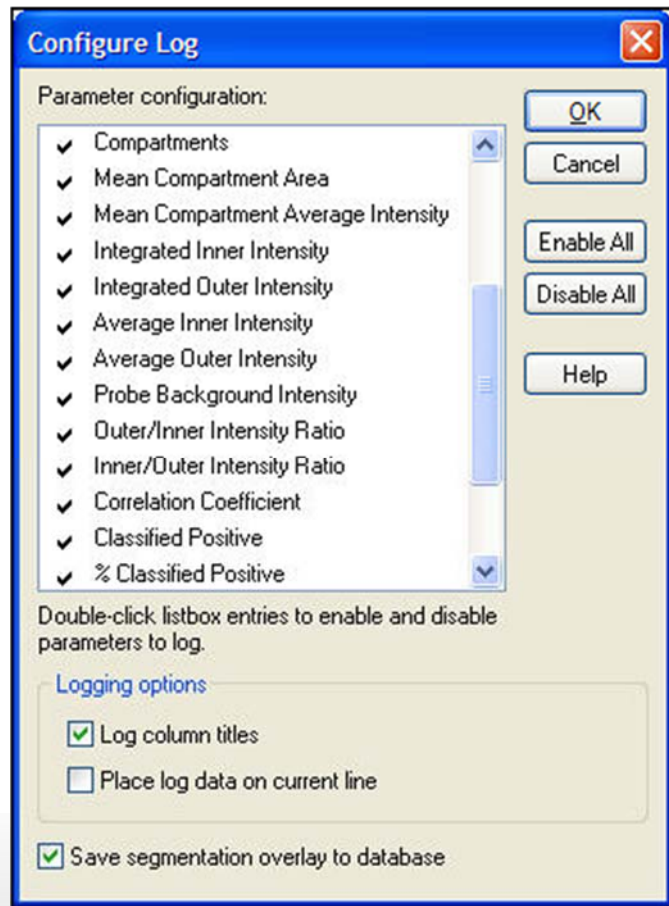 Configure Log
Parameter configuration:
Compartments
Mean Compartment Area
Mean Compartment Average Intensity
Integrated Inner Intensity
Integrated Outer Intensity
Average Inner Intensity
Average Outer Intensity
Probe Background Intensity
Outer/Inner Intensity Ratio
Inner/Outer Intensity Ratio
Correlation Coefficient
Classified Positive
% Classified Positive
OK
Cancel
Enable All
Disable All
Help
Double-click listbox entries to enable and disable
parameters to log.
Logging options
Log column titles
Place log data on current line
Save segmentation overlay to database